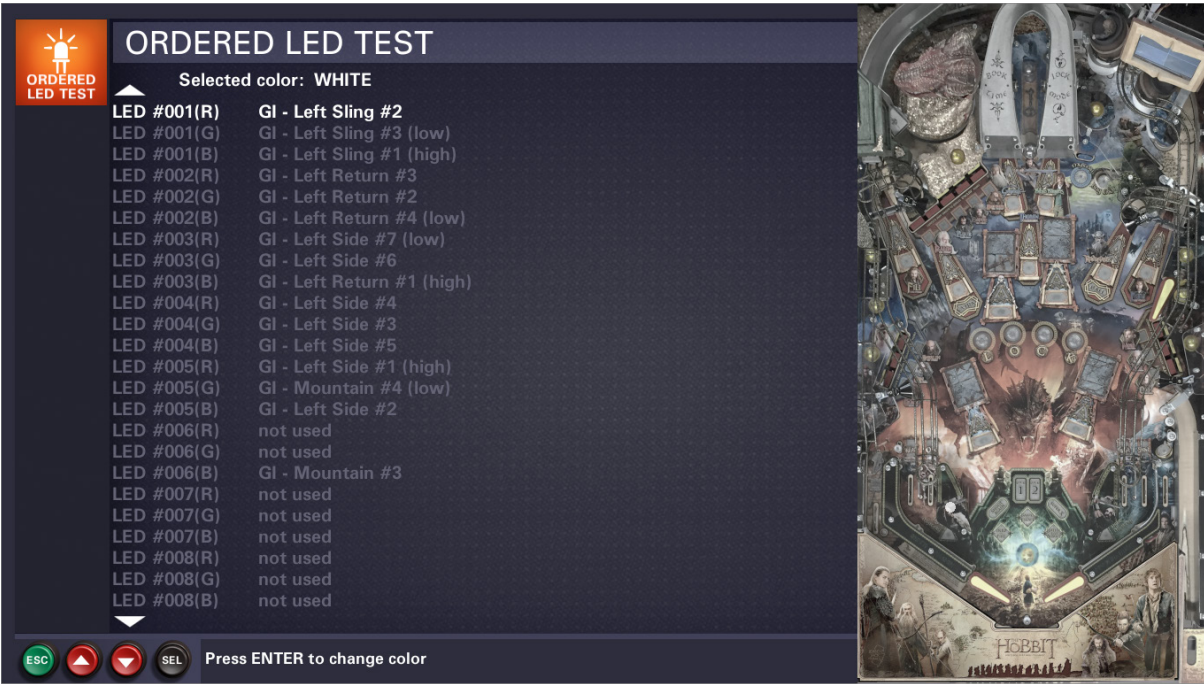 ORDERED LED TEST
ORDERED
LED TEST
Selected color: WHITE
LED #001(R) GI - Left Sling #2
LED #001(G) GI - Left Sling #3 (low)
LED #001(B) GI - Left Sling #1 (high)
LED #002(R) GI - Left Return #3
LED #002(G) GI - Left Return #2
LED #002(B) GI - Left Return #4 (low)
LED #003(R) GI - Left Side #7 (low)
LED #003(G) GI - Left Side #6
LED #003(B) GI - Left Return #1 (high)
LED #004(R) GI - Left Side #4
LED #004(G) GI - Left Side #3
LED #004(B) GI - Left Side #5
LED #005(R) GI - Left Side #1 (high)
LED #005(G) GI - Mountain #4 (low)
LED #005(B) GI - Left Side #2
LED #006(R) not used
LED #006(G) not used
LED #006(B) GI - Mountain #3
LED #007(R) not used
LED #007(G) not used
LED #007(B) not used
LED #008(R) not used
LED #008(G) not used
LED #008(B) not used
ESC
SEL
Press ENTER to change color
BOOK
LOCK
MODE
1 2
HOBBIT